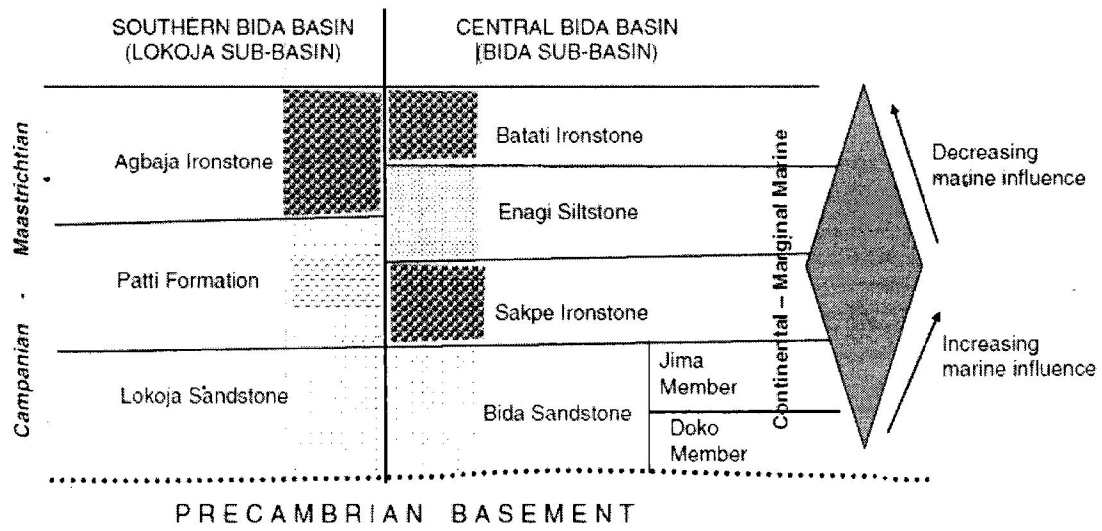 SOUTHERN BIDA BASIN
(LOKOJA SUB-BASIN)
CENTRAL BIDA BASIN
(BIDA SUB-BASIN)
Campanian - Maastrichtian
Agbaja Ironstone
Patti Formation
Lokoja Sandstone
Batati Ironstone
Enagi Siltstone
Sakpe Ironstone
Bida Sandstone
Jima
Member
Doko
Member
Continental – Marginal Marine
Decreasing
marine influence
Increasing
marine influence
PRECAMBRIAN BASEMENT